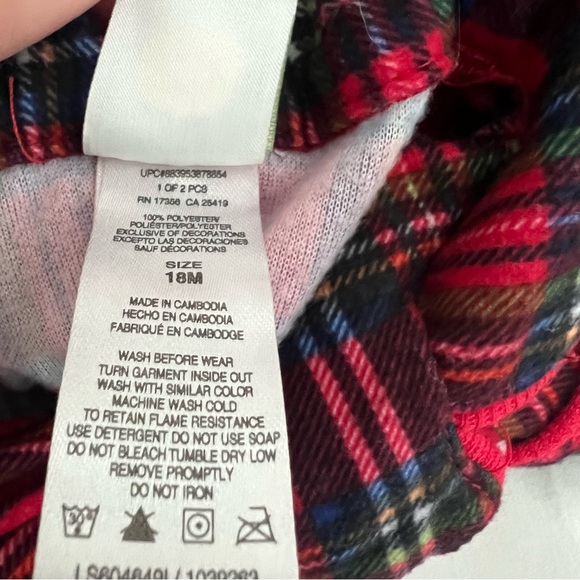 UPC#883953878854
1 OF 2 PCS
RN 17356 CA 26419
100% POLYESTER/
POLIÉSTER/POLYESTER
EXCLUSIVE OF DECORATIONS
EXCEPTO LAS DECORACIONES
SAUF DÉCORATIONS
SIZE
18M
MADE IN CAMBODIA
HECHO EN CAMBODIA
FABRIQUÉ EN CAMBODGE
WASH BEFORE WEAR
TURN GARMENT INSIDE OUT
WASH WITH SIMILAR COLOR
MACHINE WASH COLD
TO RETAIN FLAME RESISTANCE
USE DETERGENT DO NOT USE SOAP
DO NOT BLEACH TUMBLE DRY LOW
REMOVE PROMPTLY
DO NOT IRON
30°